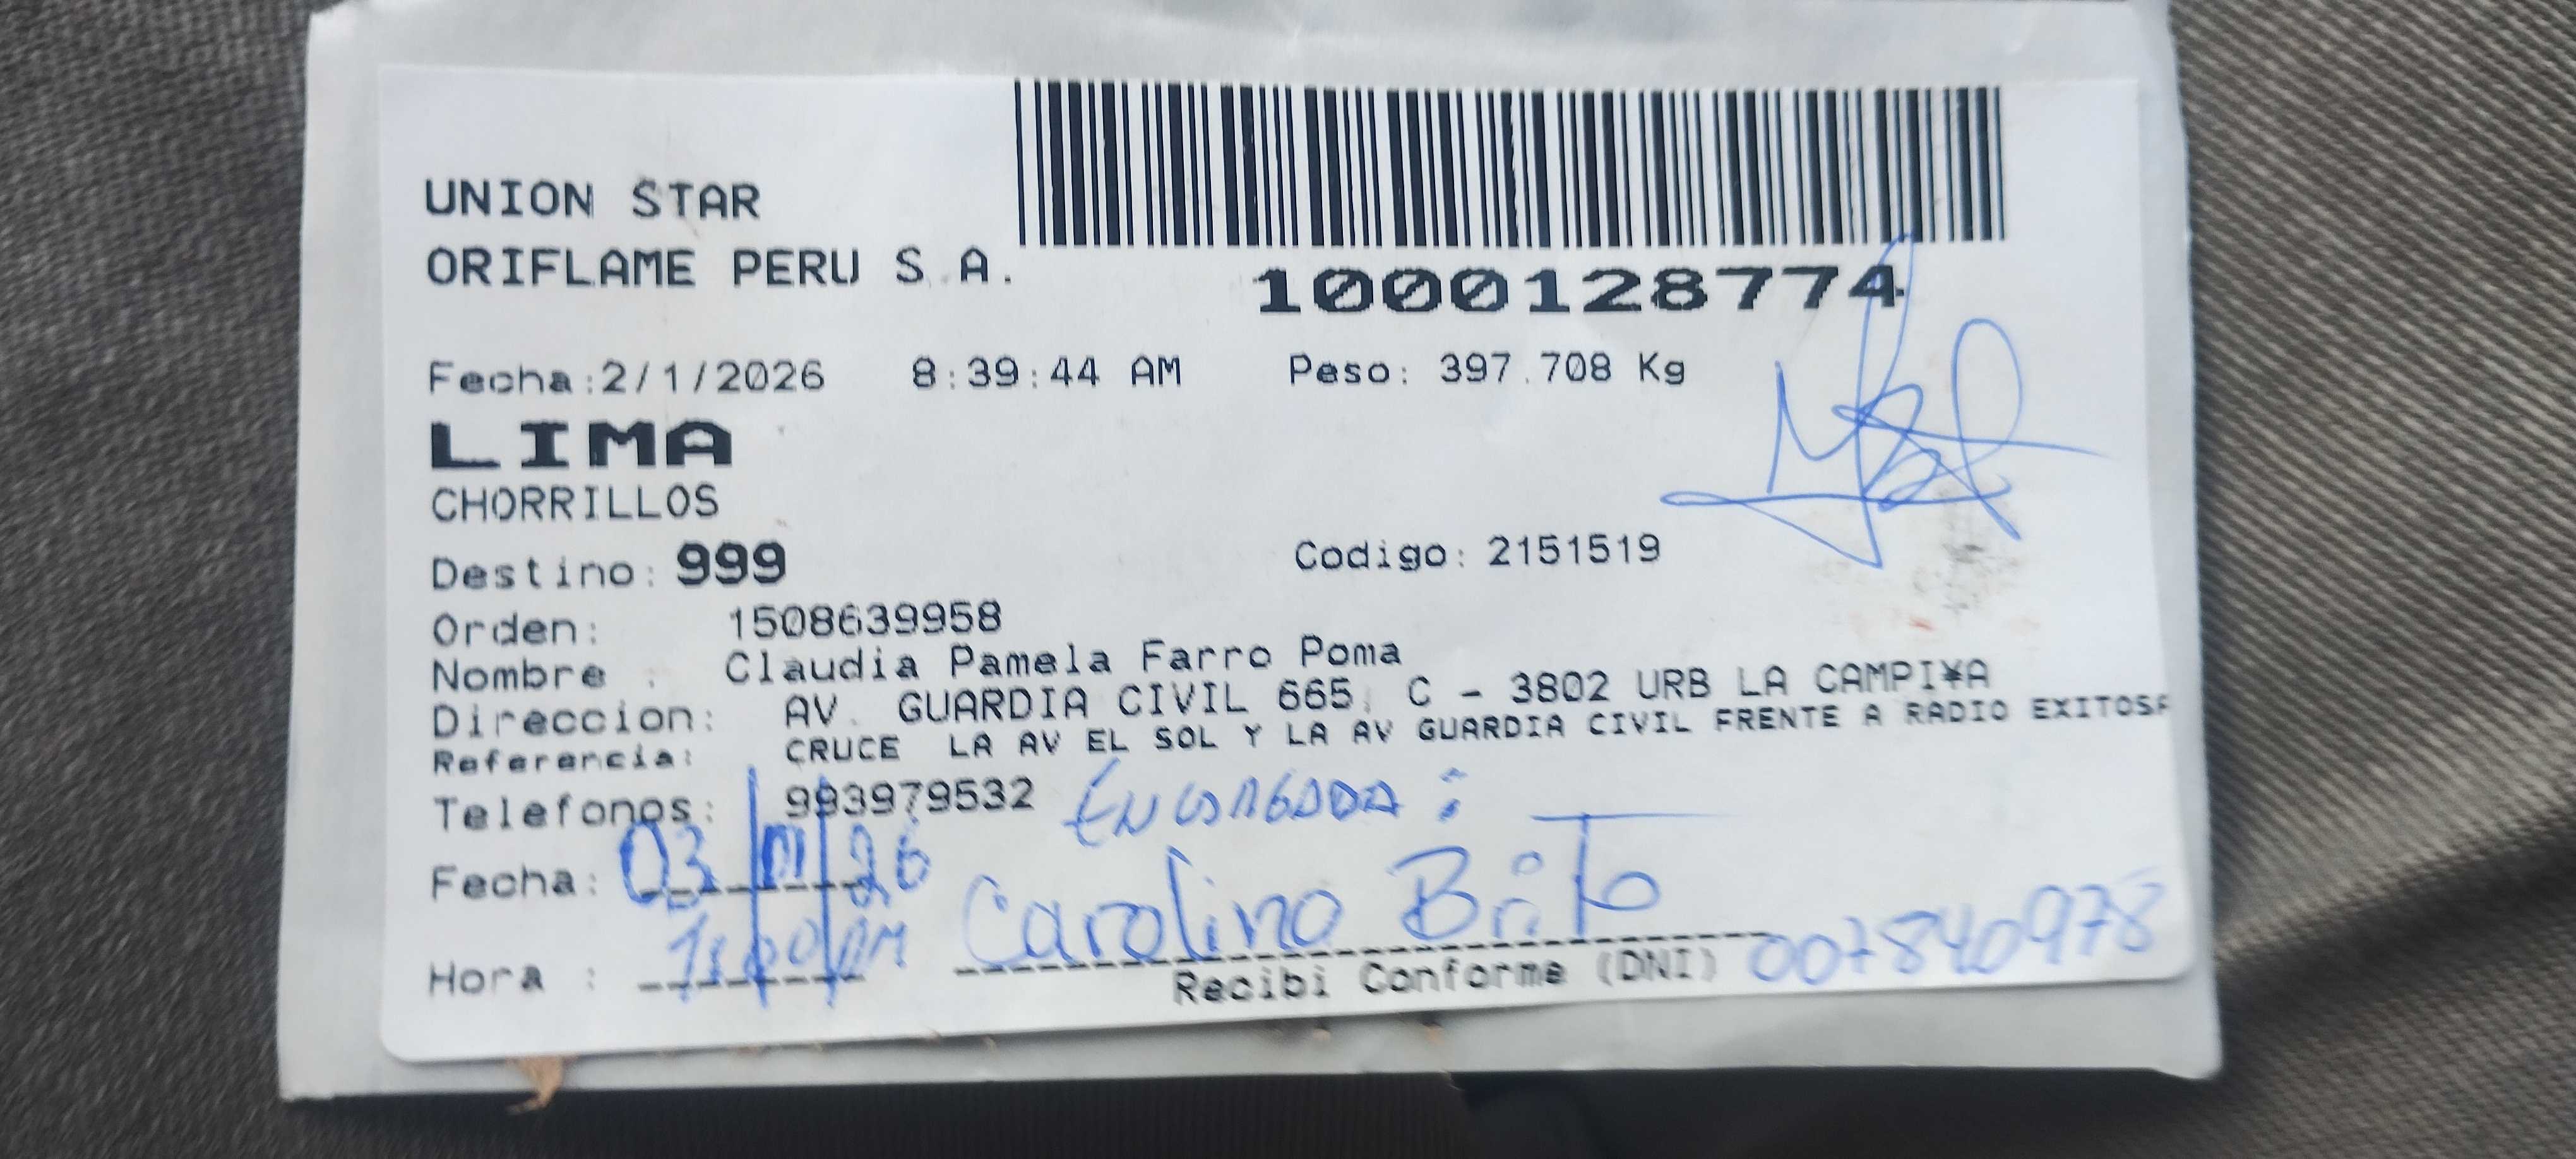 UNION STAR
ORIFLAME PERU S.A.
1000128774
Fecha:2/1/2026 8:39:44 AM Peso: 397.708 Kg
LIMA
CHORRILLOS
Destino: 999 Codigo: 2151519
Orden: 1508639958
Nombre : Claudia Pamela Farro Poma
Direccion: AV. GUARDIA CIVIL 665, C - 3802 URB LA CAMPI¥A
Referencia: CRUCE LA AV EL SOL Y LA AV GUARDIA CIVIL FRENTE A RADIO EXITOSA
Telefonos: 993979532 ENCARGADA:
Fecha: 03/01/26
Carolina Brito
Hora : AM
Recibi Conforme (DNI) 007840978